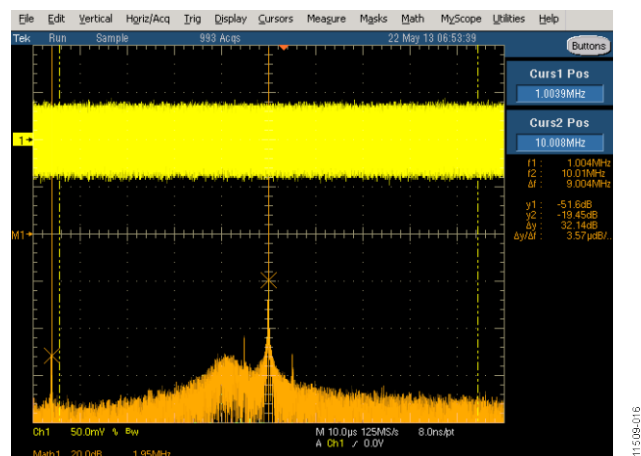 File Edit Vertical Horiz/Acq Trig Display Cursors Measure Masks Math MyScope Utilities Help
Tek Run Sample 993 Acqs 22 May 13 06:53:39
Buttons
Curs1 Pos
1.0039MHz
Curs2 Pos
10.008MHz
1
f1 : 1.004MHz
f2 : 10.01MHz
Δf : 9.004MHz
y1 : -51.6dB
y2 : -19.45dB
Δy : 32.14dB
Δy/Δf : 3.57µdB/..
M1
Ch1 50.0mV BW M 10.0µs 125MS/s 8.0ns/pt
A Ch1 / 0.0V
Math1 20.0dB 1.95MHz
11509-016